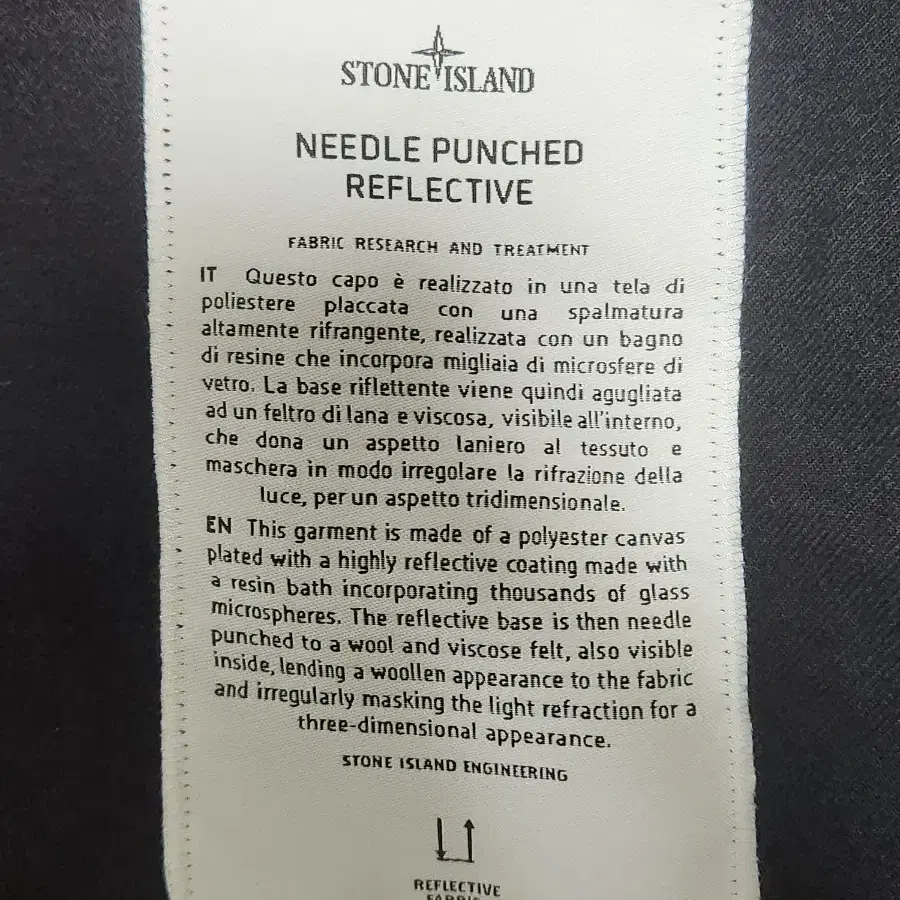 STONE ISLAND
NEEDLE PUNCHED
REFLECTIVE
FABRIC RESEARCH AND TREATMENT
IT Questo capo è realizzato in una tela di
poliestere placcata con una spalmatura
altamente rifrangente, realizzata con un bagno
di resine che incorpora migliaia di microsfere di
vetro. La base riflettente viene quindi agugliata
ad un feltro di lana e viscosa, visibile all'interno,
che dona un aspetto laniero al tessuto e
maschera in modo irregolare la rifrazione della
luce, per un aspetto tridimensionale.
EN This garment is made of a polyester canvas
plated with a highly reflective coating made with
a resin bath incorporating thousands of glass
microspheres. The reflective base is then needle
punched to a wool and viscose felt, also visible
inside, lending a woollen appearance to the fabric
and irregularly masking the light refraction for a
three-dimensional appearance.
STONE ISLAND ENGINEERING
REFLECTIVE
FABRIC